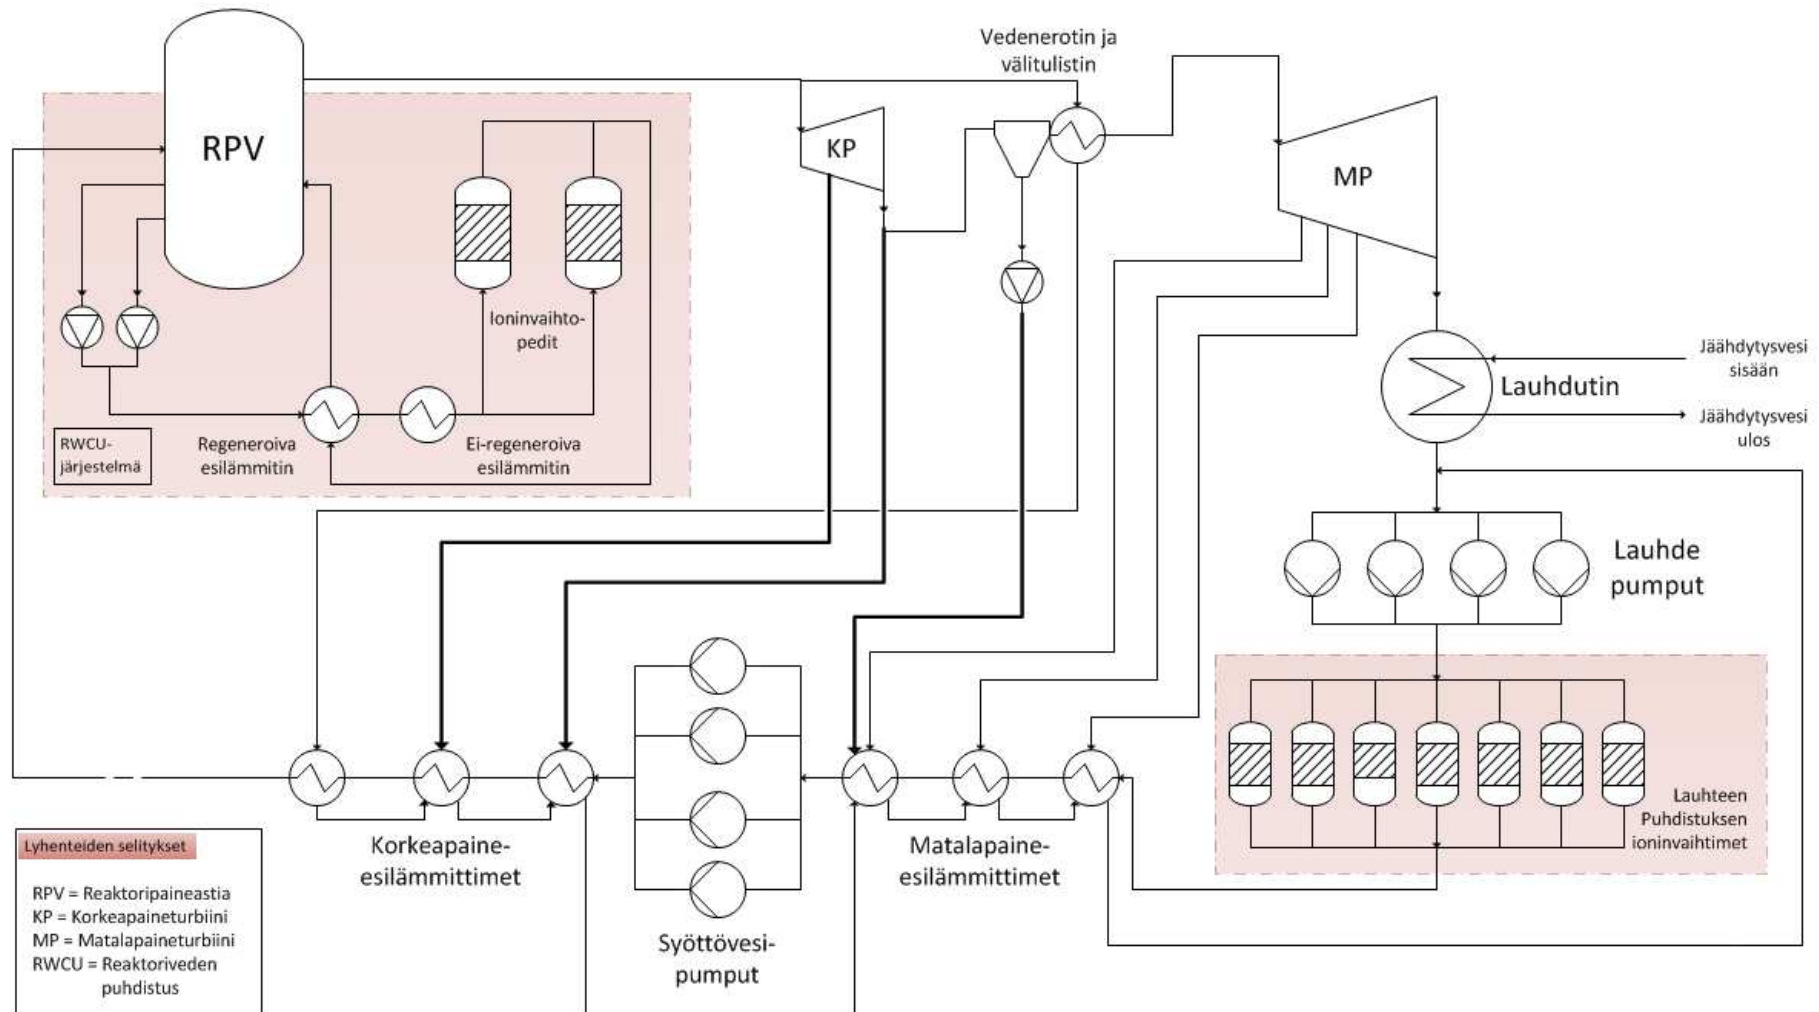 Vedenerotin ja
välitulistin
RPV
KP
MP
Ioninvaihto-
pedit
Jäähdytysvesi
sisään
Lauhdutin
Jäähdytysvesi
ulos
RWCU-
järjestelmä
Regeneroiva
esilämmitin
Ei-regeneroiva
esilämmitin
Lauhde
pumput
Lauhteen
Puhdistuksen
ioninvaihtimet
Korkeapaine-
esilämmittimet
Matalapaine-
esilämmittimet
Syöttövesi-
pumput
Lyhenteiden selitykset
RPV = Reaktoripaineastia
KP = Korkeapaineturbiini
MP = Matalapaineturbiini
RWCU = Reaktoriveden
puhdistus